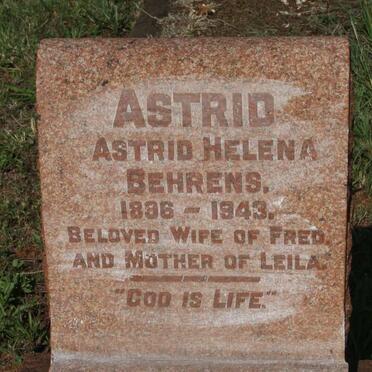 ASTRID
ASTRID HELENA
BEHRENS.
1896 – 1943.
BELOVED WIFE OF FRED.
AND MOTHER OF LEILA.
"GOD IS LIFE."